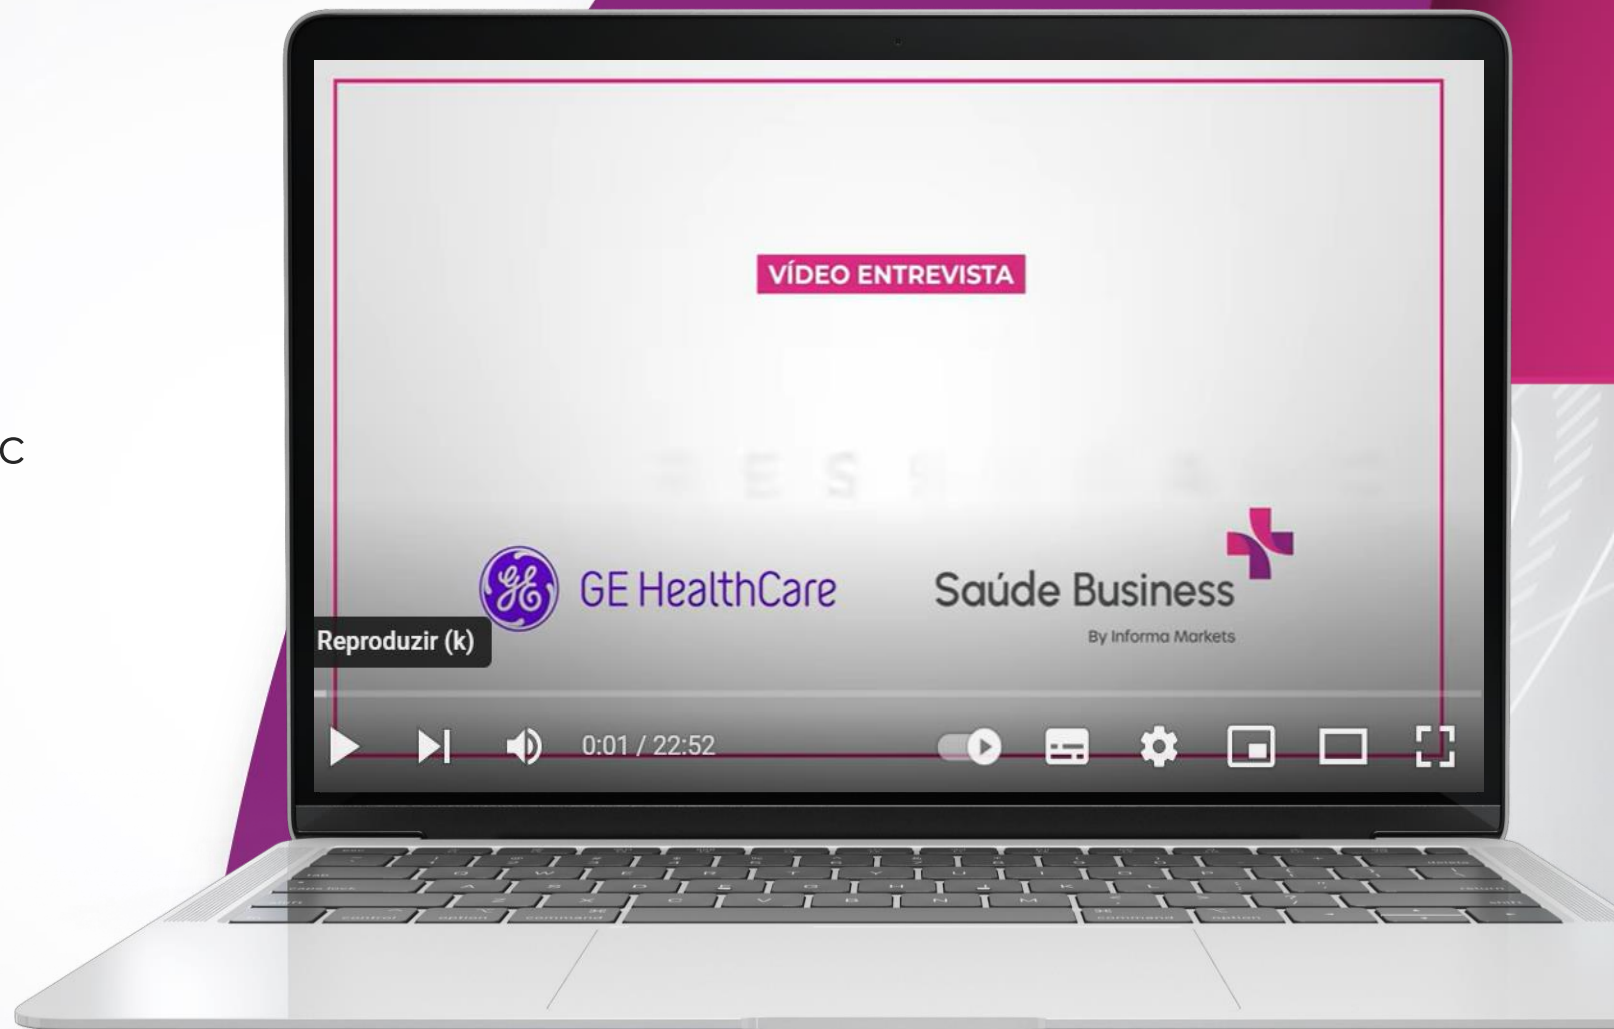 c
VÍDEO ENTREVISTA
GE HealthCare
Saúde Business
By Informa Markets
Reproduzir (k)
0:01 / 22:52